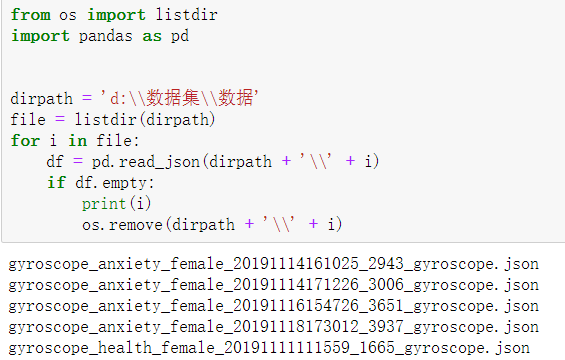 from os import listdir
import pandas as pd
dirpath = 'd:\\数据集\\数据'
file = listdir(dirpath)
for i in file:
    df = pd.read_json(dirpath + '\\' + i)
    if df.empty:
        print(i)
        os.remove(dirpath + '\\' + i)
gyroscope_anxiety_female_20191114161025_2943_gyroscope.json
gyroscope_anxiety_female_20191114171226_3006_gyroscope.json
gyroscope_anxiety_female_20191116154726_3651_gyroscope.json
gyroscope_anxiety_female_20191118173012_3937_gyroscope.json
gyroscope_health_female_20191111111559_1665_gyroscope.json